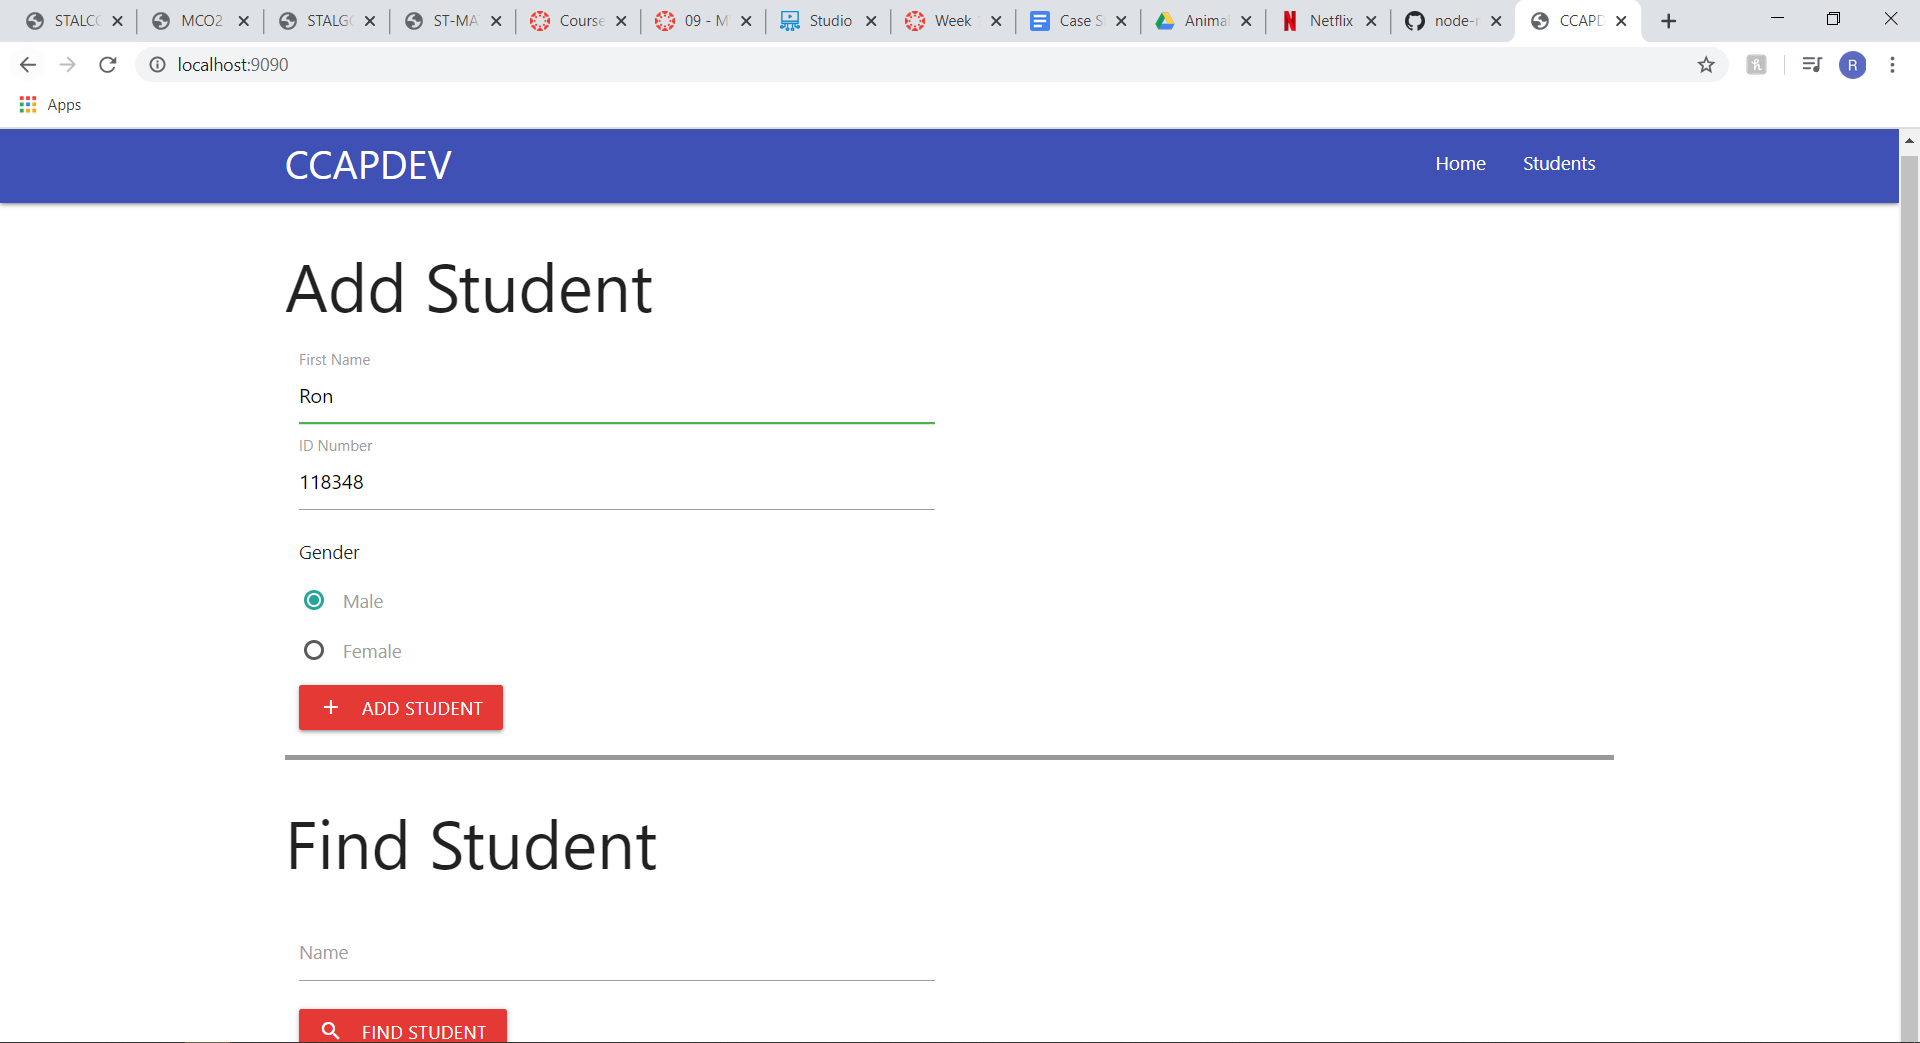 STALC MCO2 STALG ST-MA Course 09 - M Studio Week Case S Animal Netflix node-r CCAPD
localhost:9090 R
Apps
CCAPDEV Home Students
Add Student
First Name
Ron
ID Number
118348
Gender
Male
Female
ADD STUDENT
Find Student
Name
FIND STUDENT